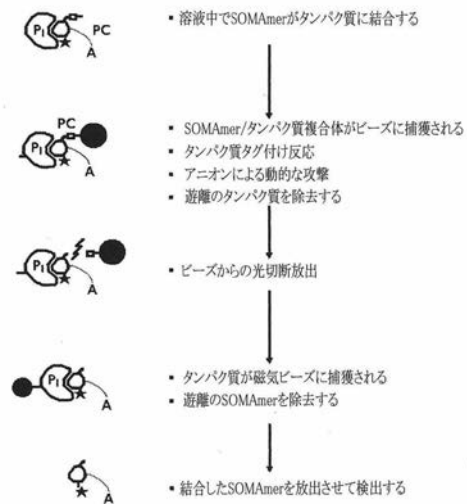 P1 PC
A
▪ 溶液中でSOMAmerがタンパク質に結合する
PC
P1
A
▪ SOMAmer/タンパク質複合体がビーズに捕獲される
▪ タンパク質タグ付け反応
▪ アニオンによる動的な攻撃
▪ 遊離のタンパク質を除去する
P1
A
▪ ビーズからの光切断放出
P1
A
▪ タンパク質が磁気ビーズに捕獲される
▪ 遊離のSOMAmerを除去する
A
▪ 結合したSOMAmerを放出させて検出する